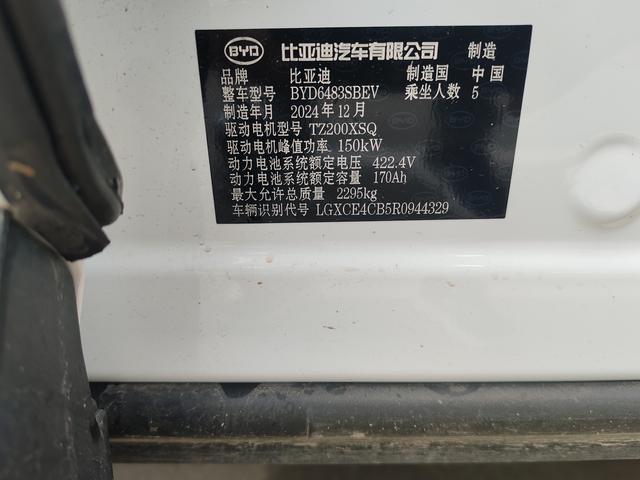 BYD 比亚迪汽车有限公司 制造
品牌 比亚迪 制造国 中国
整车型号 BYD6483SBEV 乘坐人数 5
制造年月 2024年12月
驱动电机型号 TZ200XSQ
驱动电机峰值功率 150kW
动力电池系统额定电压 422.4V
动力电池系统额定容量 170Ah
最大允许总质量 2295kg
车辆识别代号 LGXCE4CB5R0944329